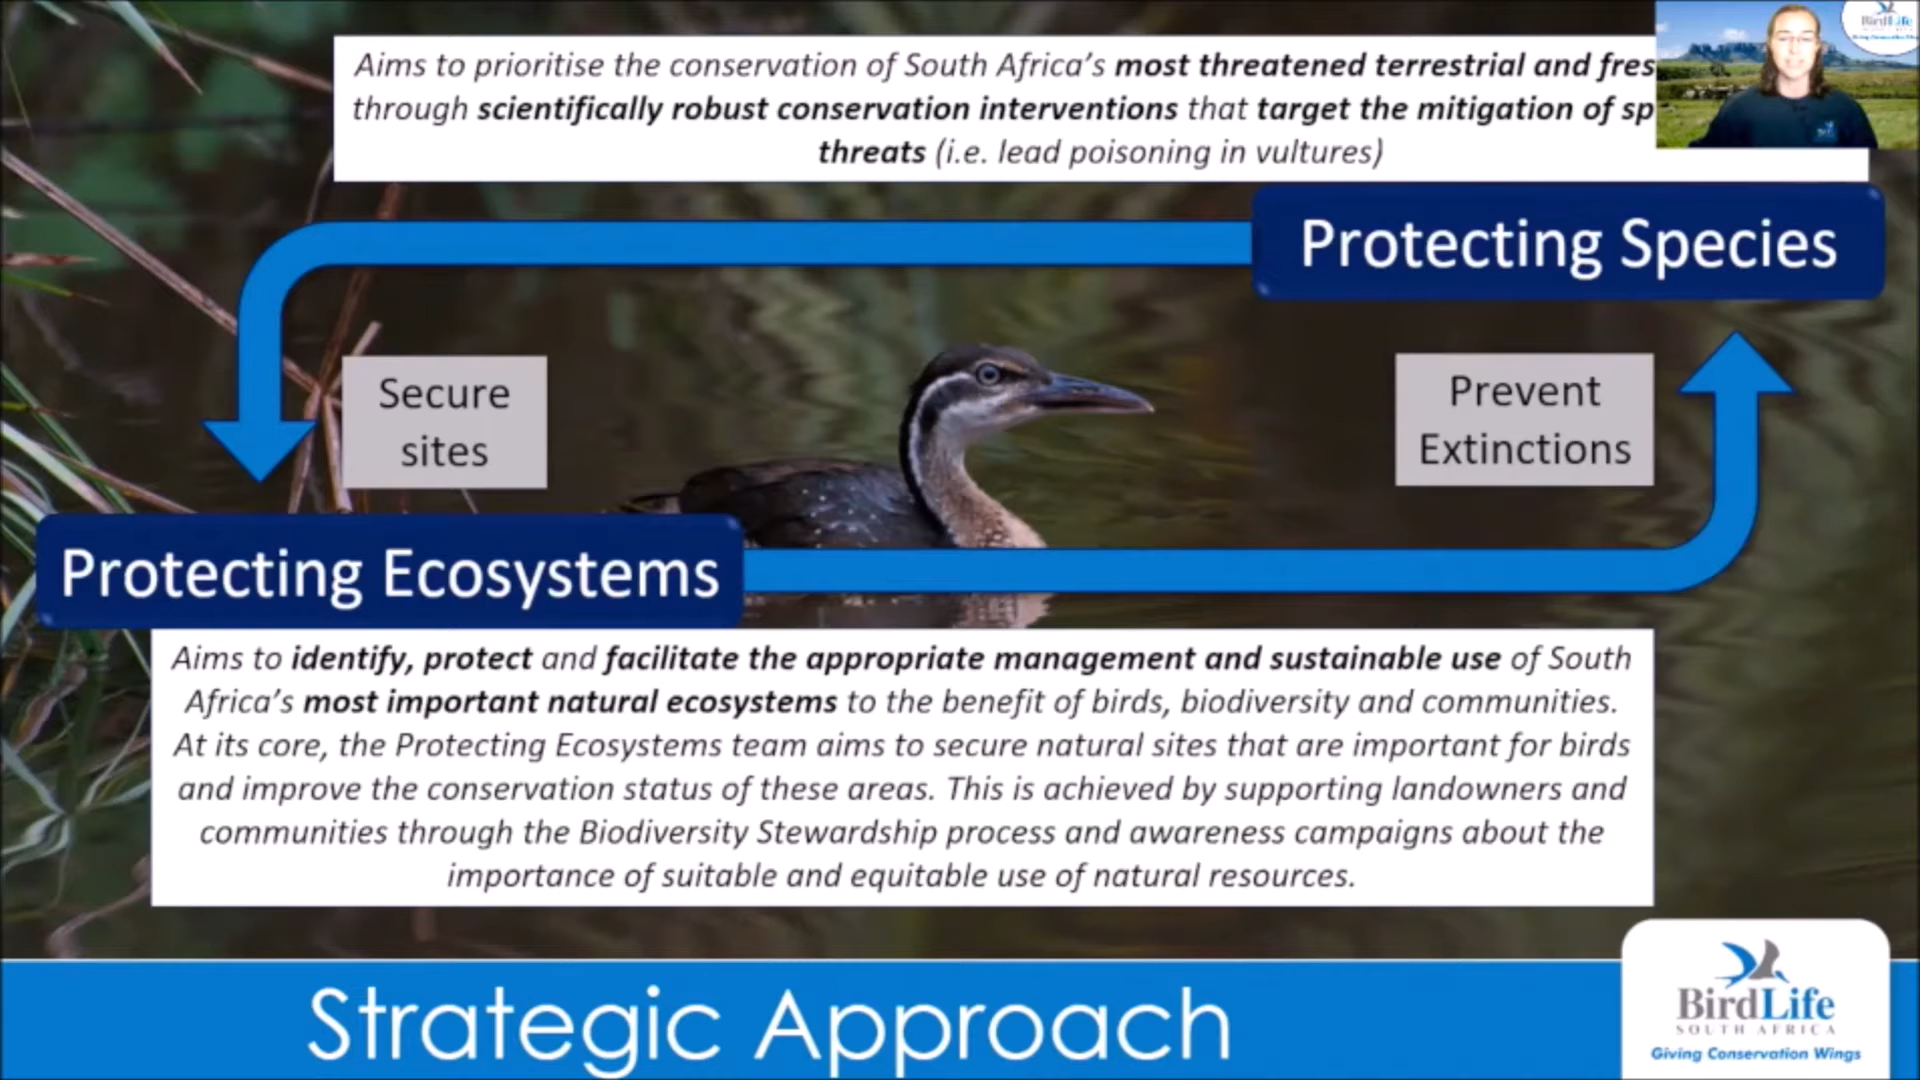 Aims to prioritise the conservation of South Africa's most threatened terrestrial and
through scientifically robust conservation interventions that target the mitigation of
threats (i.e. lead poisoning in vultures)
BirdLife
Protecting Species
Secure
sites
Prevent
Extinctions
Protecting Ecosystems
Aims to identify, protect and facilitate the appropriate management and sustainable use of South
Africa's most important natural ecosystems to the benefit of birds, biodiversity and communities.
At its core, the Protecting Ecosystems team aims to secure natural sites that are important for birds
and improve the conservation status of these areas. This is achieved by supporting landowners and
communities through the Biodiversity Stewardship process and awareness campaigns about the
importance of suitable and equitable use of natural resources.
Strategic Approach
BirdLife
SOUTH AFRICA
Giving Conservation Wings